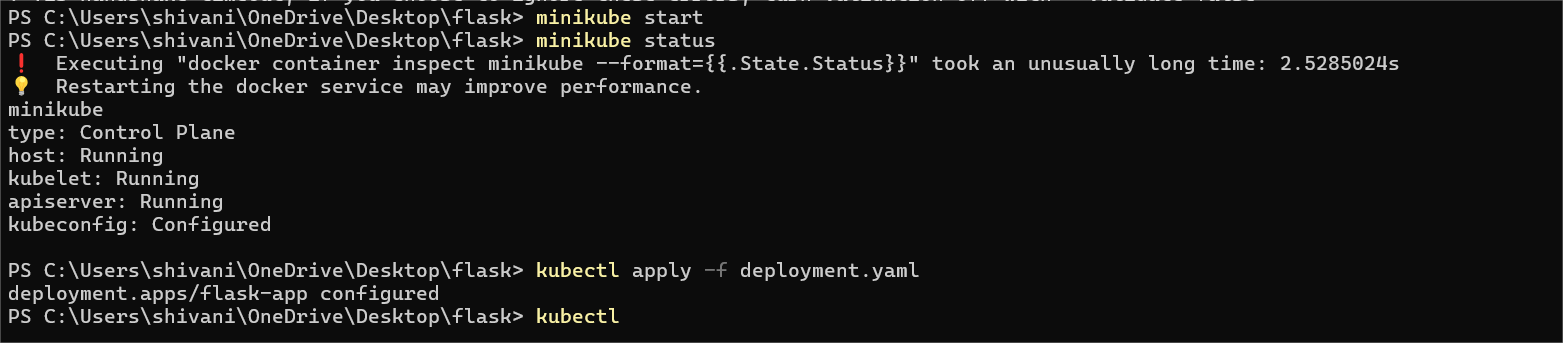 PS C:\Users\shivani\OneDrive\Desktop\flask> minikube start
PS C:\Users\shivani\OneDrive\Desktop\flask> minikube status
❗  Executing "docker container inspect minikube --format={{.State.Status}}" took an unusually long time: 2.5285024s
💡  Restarting the docker service may improve performance.
minikube
type: Control Plane
host: Running
kubelet: Running
apiserver: Running
kubeconfig: Configured
PS C:\Users\shivani\OneDrive\Desktop\flask> kubectl apply -f deployment.yaml
deployment.apps/flask-app configured
PS C:\Users\shivani\OneDrive\Desktop\flask> kubectl